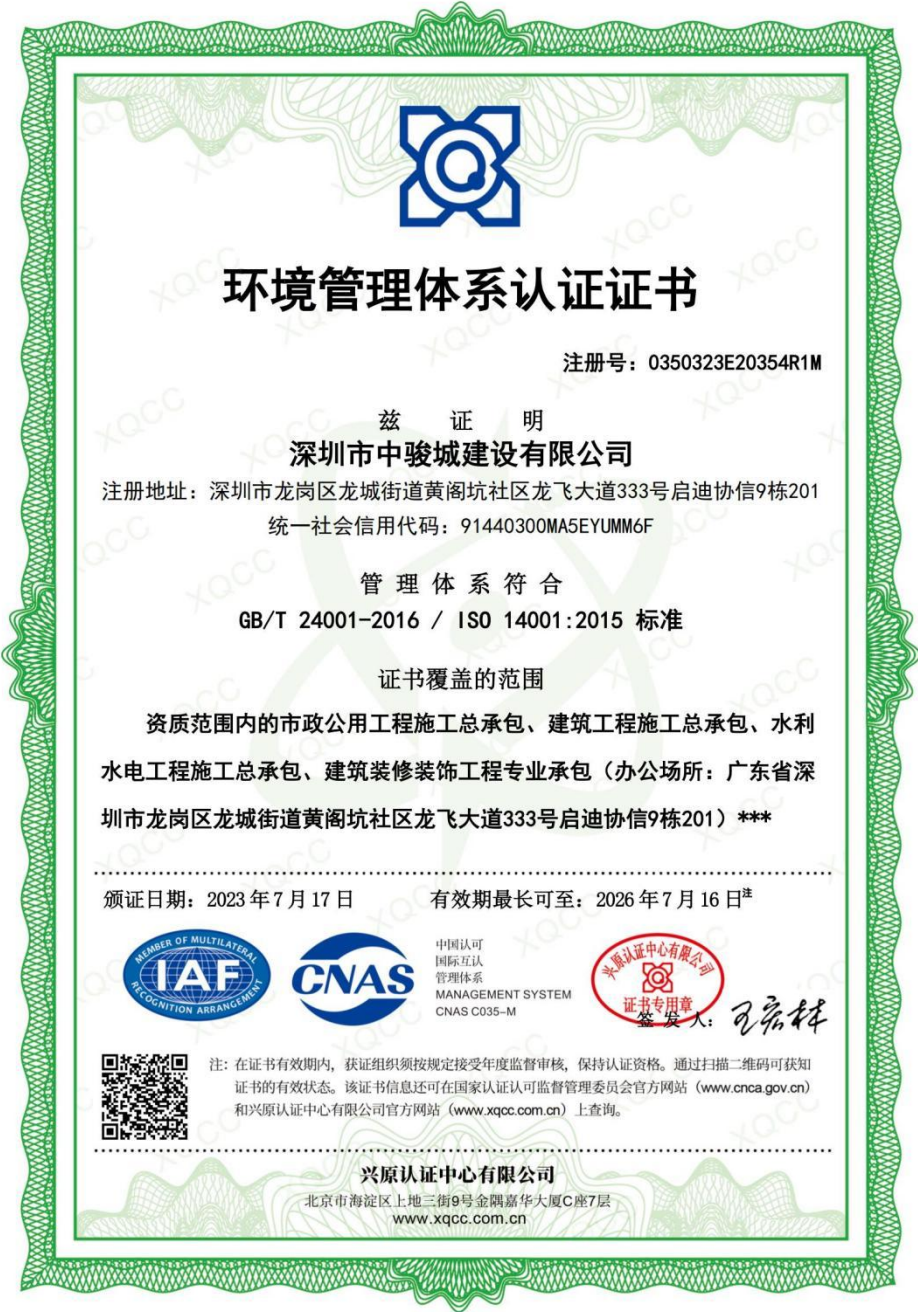 环境管理体系认证证书
注册号：0350323E20354R1M
兹 证 明
深圳市中骏城建设有限公司
注册地址：深圳市龙岗区龙城街道黄阁坑社区龙飞大道333号启迪协信9栋201
统一社会信用代码：91440300MA5EYUMM6F
管 理 体 系 符 合
GB/T 24001-2016 / ISO 14001:2015 标准
证书覆盖的范围
资质范围内的市政公用工程施工总承包、建筑工程施工总承包、水利
水电工程施工总承包、建筑装修装饰工程专业承包（办公场所：广东省深
圳市龙岗区龙城街道黄阁坑社区龙飞大道333号启迪协信9栋201）***
颁证日期：2023 年 7 月 17 日
有效期最长可至：2026 年 7 月 16 日注
MEMBER OF MULTILATERAL
IAF
RECOGNITION ARRANGEMENT
CNAS
中国认可
国际互认
管理体系
MANAGEMENT SYSTEM
CNAS C035-M
兴原认证中心有限公司
证书专用章
签 发 人：王宏林
注：在证书有效期内，获证组织须按规定接受年度监督审核，保持认证资格。通过扫描二维码可获知
证书的有效状态。该证书信息还可在国家认证认可监督管理委员会官方网站（www.cnca.gov.cn）
和兴原认证中心有限公司官方网站（www.xqcc.com.cn）上查询。
兴原认证中心有限公司
北京市海淀区上地三街9号金隅嘉华大厦C座7层
www.xqcc.com.cn
XQCC